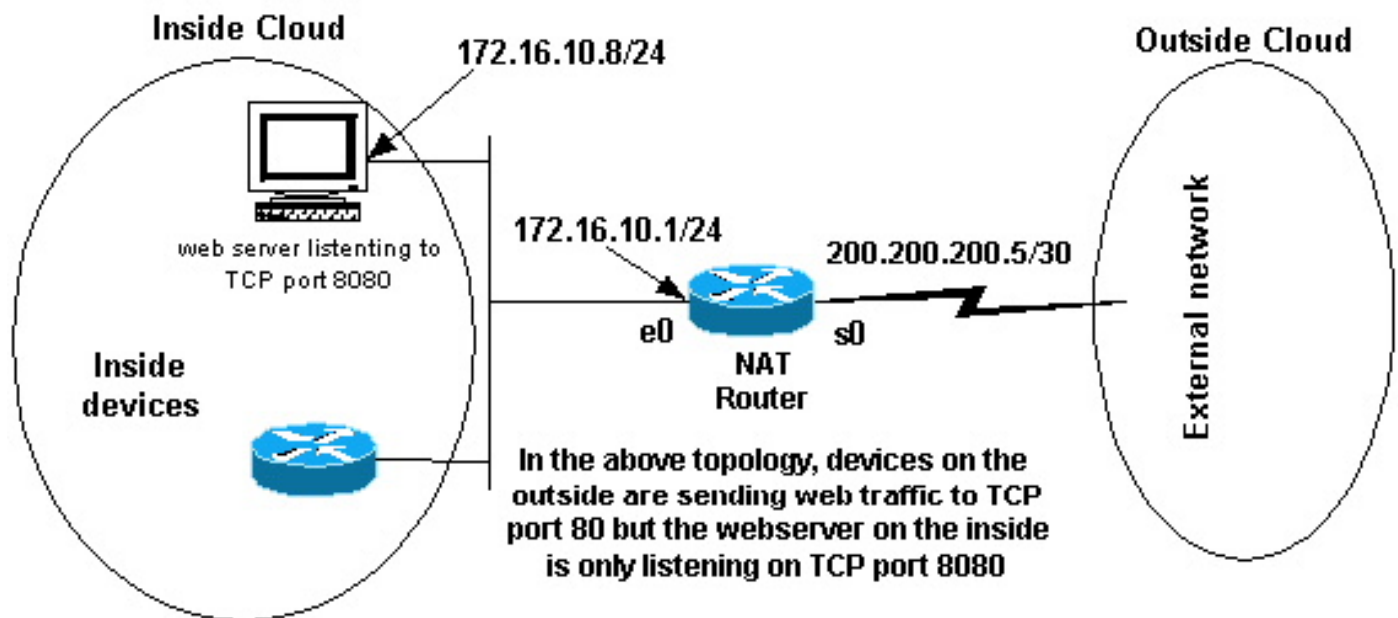 Inside Cloud
172.16.10.8/24
Outside Cloud
web server listenting to
TCP port 8080
172.16.10.1/24
200.200.200.5/30
e0
s0
NAT
Router
External network
Inside
devices
In the above topology, devices on the
outside are sending web traffic to TCP
port 80 but the webserver on the inside
is only listening on TCP port 8080